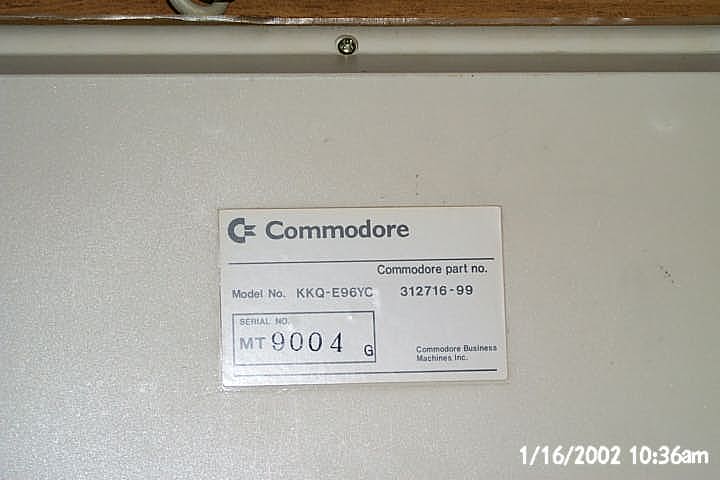 Commodore
Commodore part no.
Model No. KKQ-E96YC 312716-99
SERIAL NO.
MT 9004 G
Commodore Business
Machines Inc.
1/16/2002 10:36am